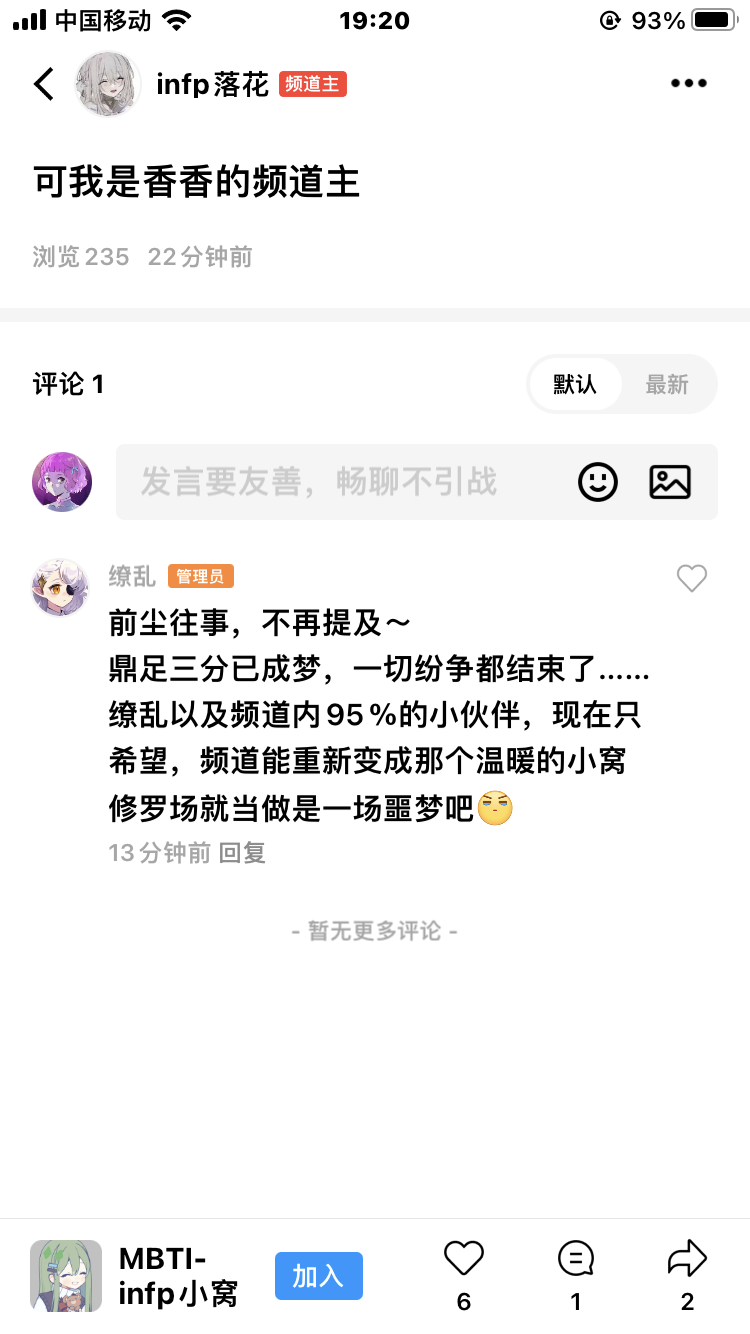 中国移动
19:20
93%
infp落花 频道主
可我是香香的频道主
浏览235 22分钟前
评论 1
默认 最新
发言要友善，畅聊不引战
缭乱 管理员
前尘往事，不再提及～
鼎足三分已成梦，一切纷争都结束了......
缭乱以及频道内95%的小伙伴，现在只
希望，频道能重新变成那个温暖的小窝
修罗场就当做是一场噩梦吧
13分钟前 回复
- 暂无更多评论 -
MBTI-
infp小窝
加入
6
1
2